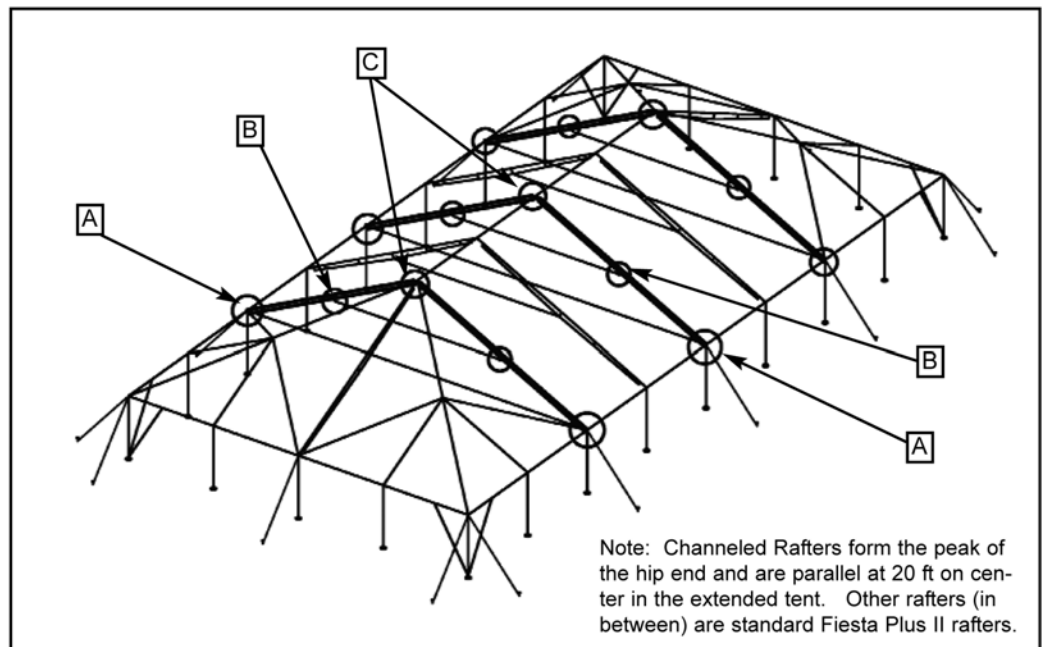 C
B
A
B
A
Note: Channeled Rafters form the peak of
the hip end and are parallel at 20 ft on cen-
ter in the extended tent. Other rafters (in
between) are standard Fiesta Plus II rafters.